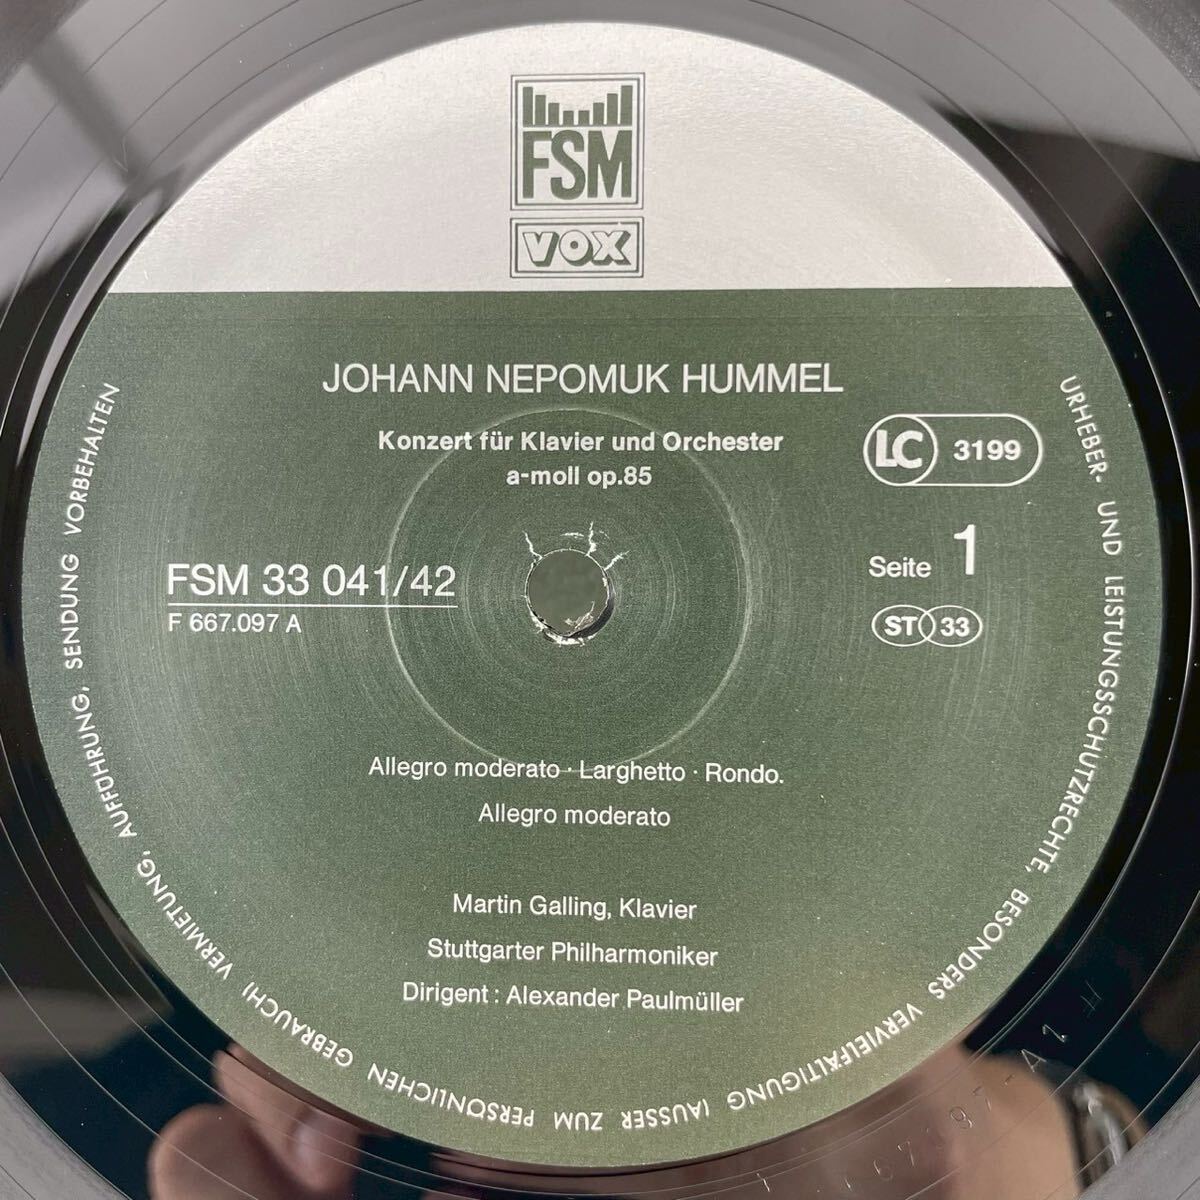 FSM
VOX
JOHANN NEPOMUK HUMMEL
Konzert für Klavier und Orchester
a-moll op.85
LC 3199
FSM 33 041/42
F 667.097 A
Seite 1
ST 33
Allegro moderato · Larghetto · Rondo.
Allegro moderato
Martin Galling, Klavier
Stuttgarter Philharmoniker
Dirigent: Alexander Paulmüller
URHEBER- UND LEISTUNGSSCHUTZRECHTE, BESONDERS VERVIELFÄLTIGUNG (AUSSER ZUM PERSÖNLICHEN GEBRAUCH) VERMIETUNG, AUFFÜHRUNG, SENDUNG VORBEHALTEN